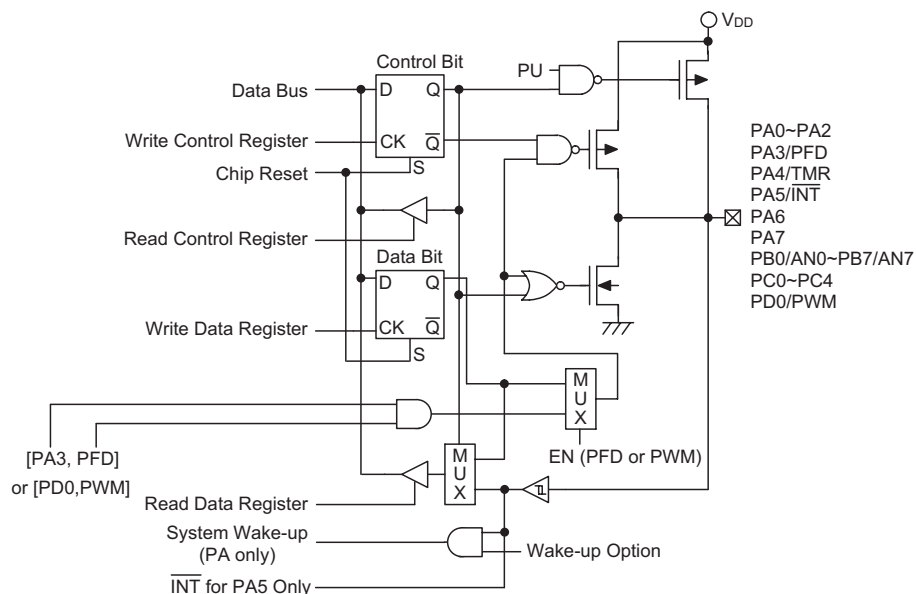 VDD
Control Bit
PU
Data Bus
D
Q
Write Control Register
CK
Q̅
Chip Reset
S
Read Control Register
Data Bit
D
Q
Write Data Register
CK
Q̅
S
PA0~PA2
PA3/PFD
PA4/TMR
PA5/I̅N̅T̅
PA6
PA7
PB0/AN0~PB7/AN7
PC0~PC4
PD0/PWM
M
U
X
EN (PFD or PWM)
[PA3, PFD]
or [PD0,PWM]
M
U
X
Read Data Register
System Wake-up
(PA only)
Wake-up Option
I̅N̅T̅ for PA5 Only